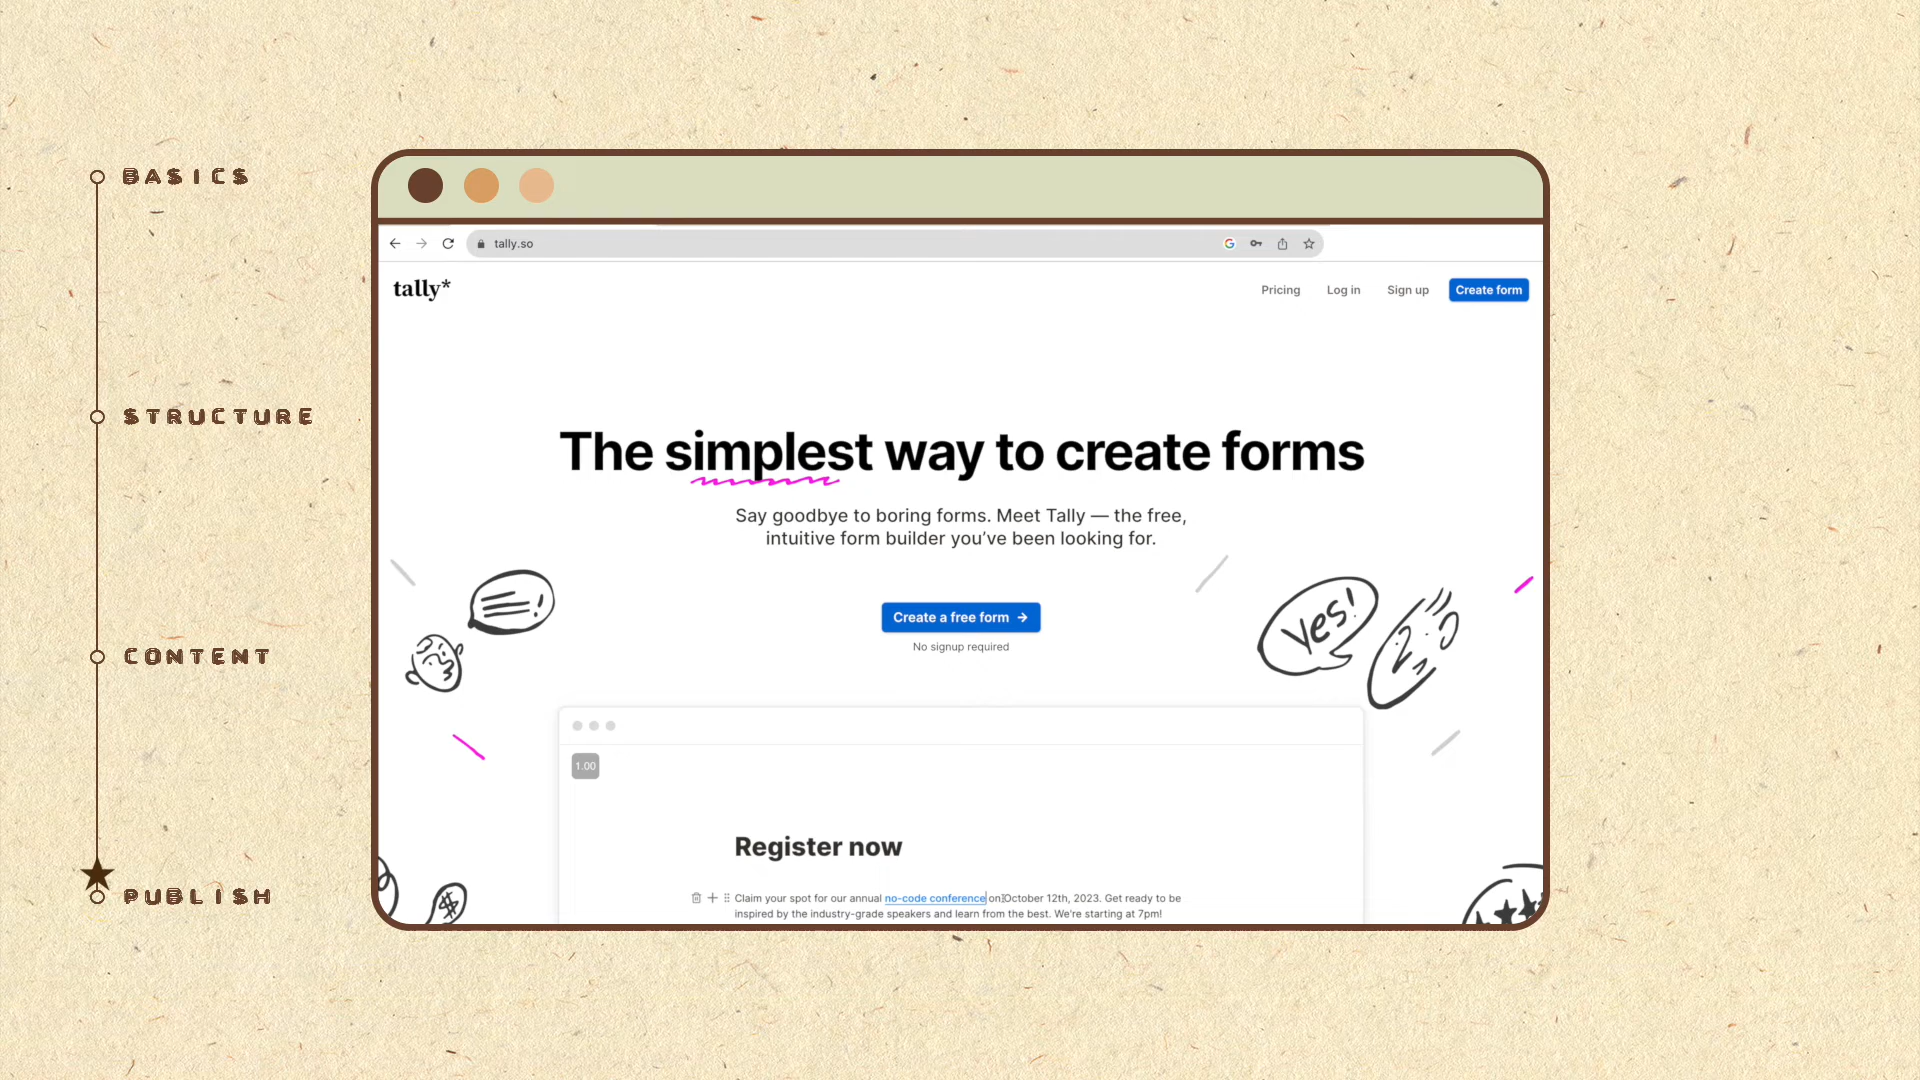 BASICS
STRUCTURE
CONTENT
PUBLISH
tally.so
tally*
Pricing
Log in
Sign up
Create form
The simplest way to create forms
Say goodbye to boring forms. Meet Tally — the free,
intuitive form builder you've been looking for.
Create a free form →
No signup required
yes!
$
1.00
Register now
Claim your spot for our annual no-code conference on October 12th, 2023. Get ready to be
inspired by the industry-grade speakers and learn from the best. We're starting at 7pm!